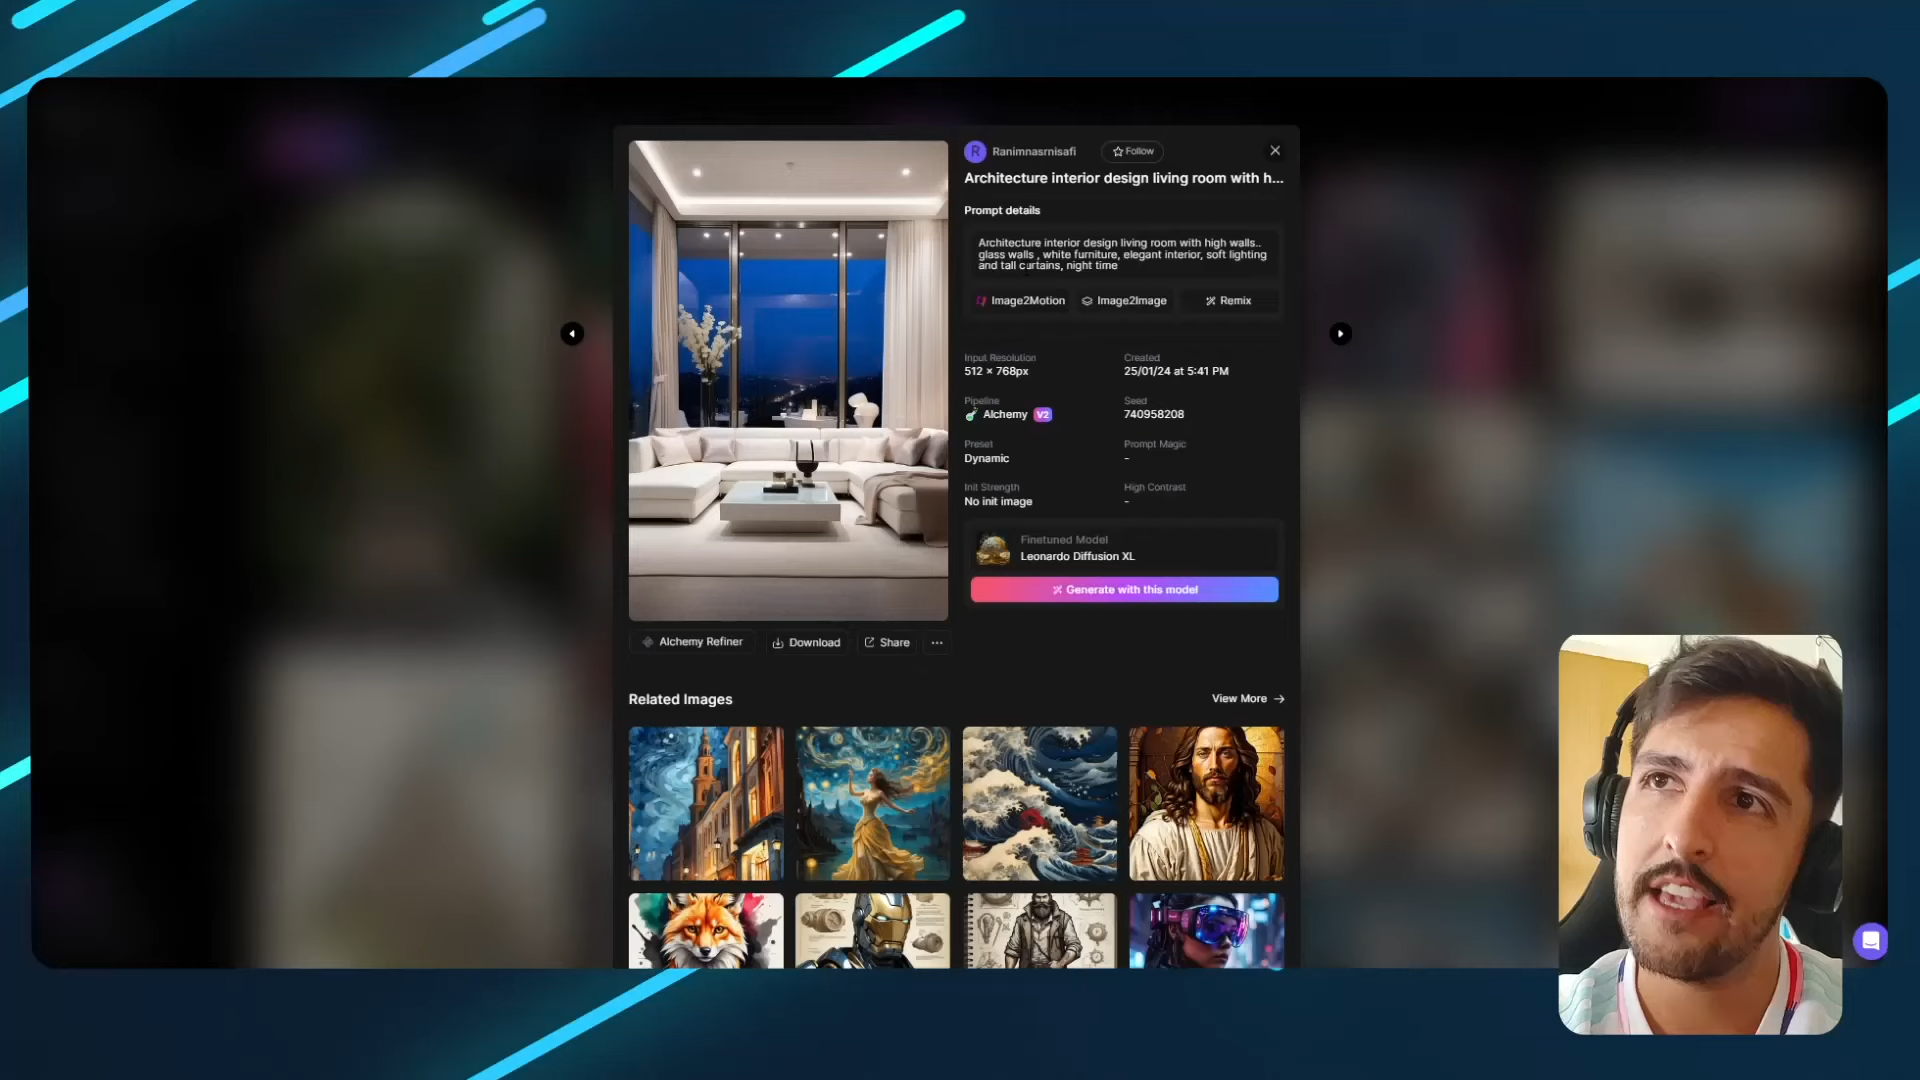 R Ranimnasrnisafi
Follow
Architecture interior design living room with h...
Prompt details
Architecture interior design living room with high walls..
glass walls , white furniture, elegant interior, soft lighting
and tall curtains, night time
Image2Motion
Image2Image
Remix
Input Resolution
512 × 768px
Created
25/01/24 at 5:41 PM
Pipeline
Alchemy V2
Seed
740958208
Preset
Dynamic
Prompt Magic
-
Init Strength
No init image
High Contrast
-
Finetuned Model
Leonardo Diffusion XL
Generate with this model
Alchemy Refiner
Download
Share
Related Images
View More